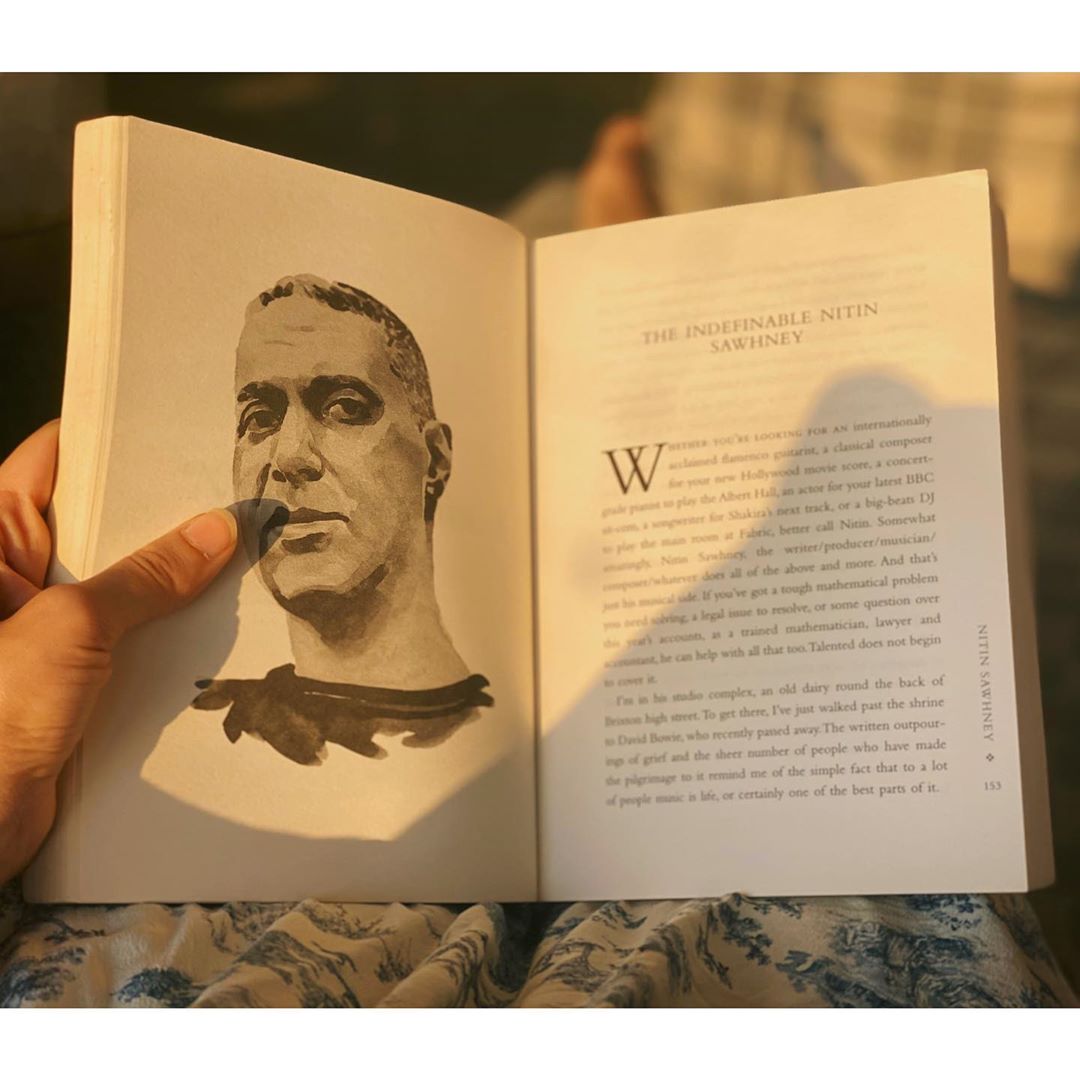 THE INDEFINABLE NITIN
SAWHNEY
WHETHER YOU'RE LOOKING FOR AN internationally
acclaimed flamenco guitarist, a classical composer
for your new Hollywood movie score, a concert-
grade pianist to play the Albert Hall, an actor for your latest BBC
sit-com, a songwriter for Shakira's next track, or a big-beats DJ
to play the main room at Fabric, better call Nitin. Somewhat
amazingly, Nitin Sawhney, the writer/producer/musician/
composer/whatever does all of the above and more. And that's
just his musical side. If you've got a tough mathematical problem
you need solving, a legal issue to resolve, or some question over
this year's accounts, as a trained mathematician, lawyer and
accountant, he can help with all that too. Talented does not begin
to cover it.
I'm in his studio complex, an old dairy round the back of
Brixton high street. To get there, I've just walked past the shrine
to David Bowie, who recently passed away. The written outpour-
ings of grief and the sheer number of people who have made
the pilgrimage to it remind me of the simple fact that to a lot
of people music is life, or certainly one of the best parts of it.
NITIN SAWHNEY
153